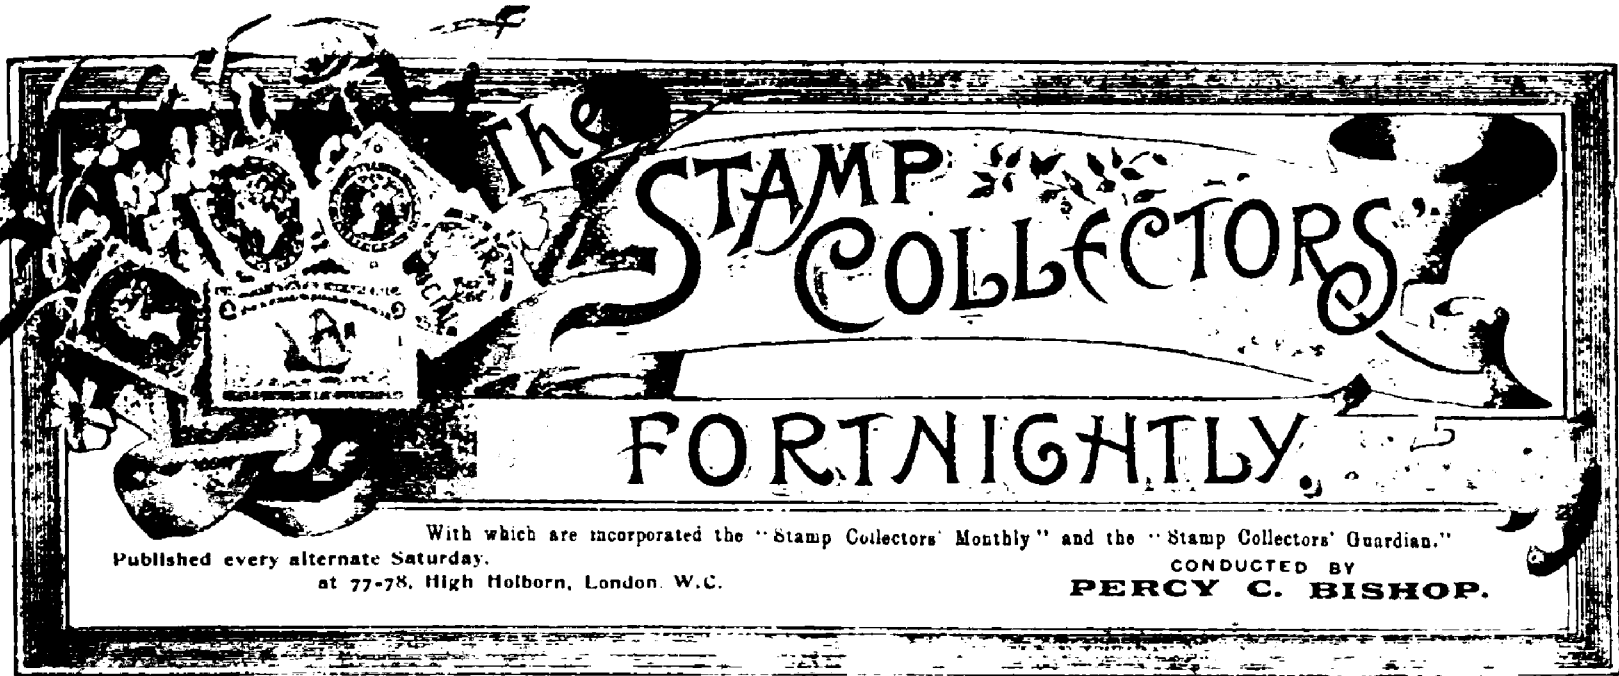 The
STAMP
COLLECTORS'
FORTNIGHTLY.
With which are incorporated the "Stamp Collectors' Monthly" and the "Stamp Collectors' Guardian."
Published every alternate Saturday,
at 77-78, High Holborn, London. W.C.
CONDUCTED BY
PERCY C. BISHOP.